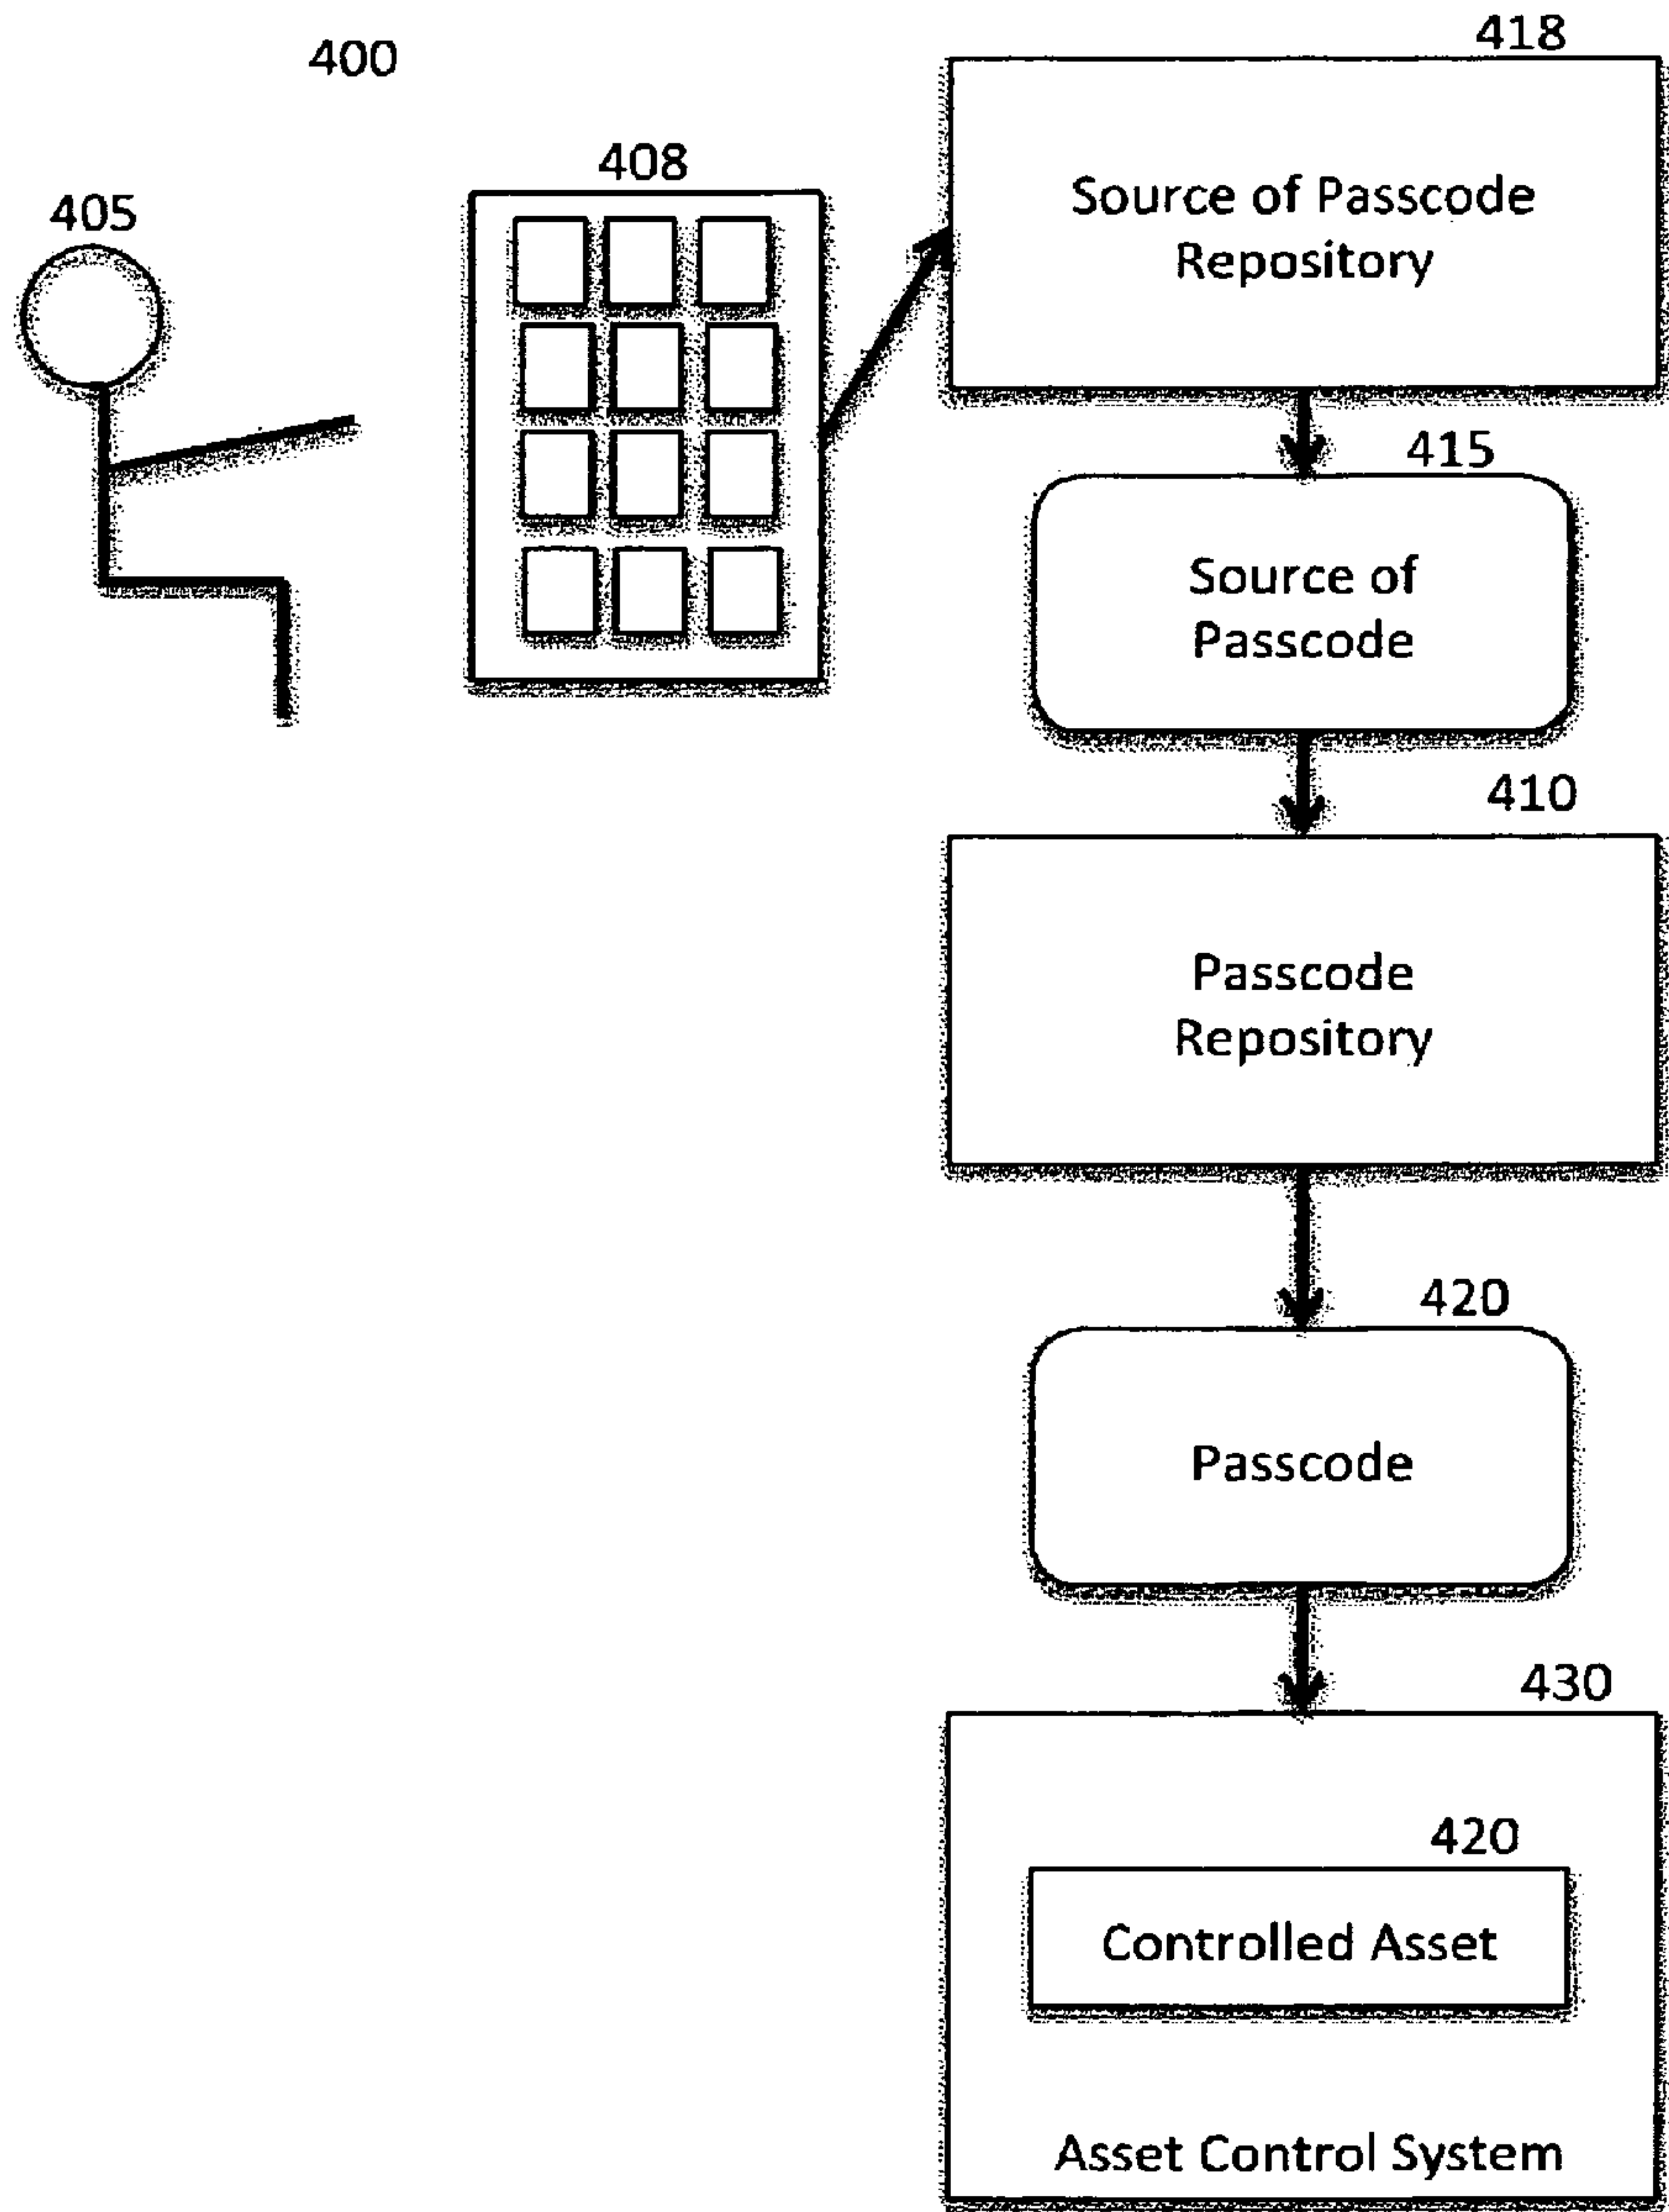 400
418
408
405
Source of Passcode
Repository
415
Source of
Passcode
410
Passcode
Repository
420
Passcode
430
420
Controlled Asset
Asset Control System